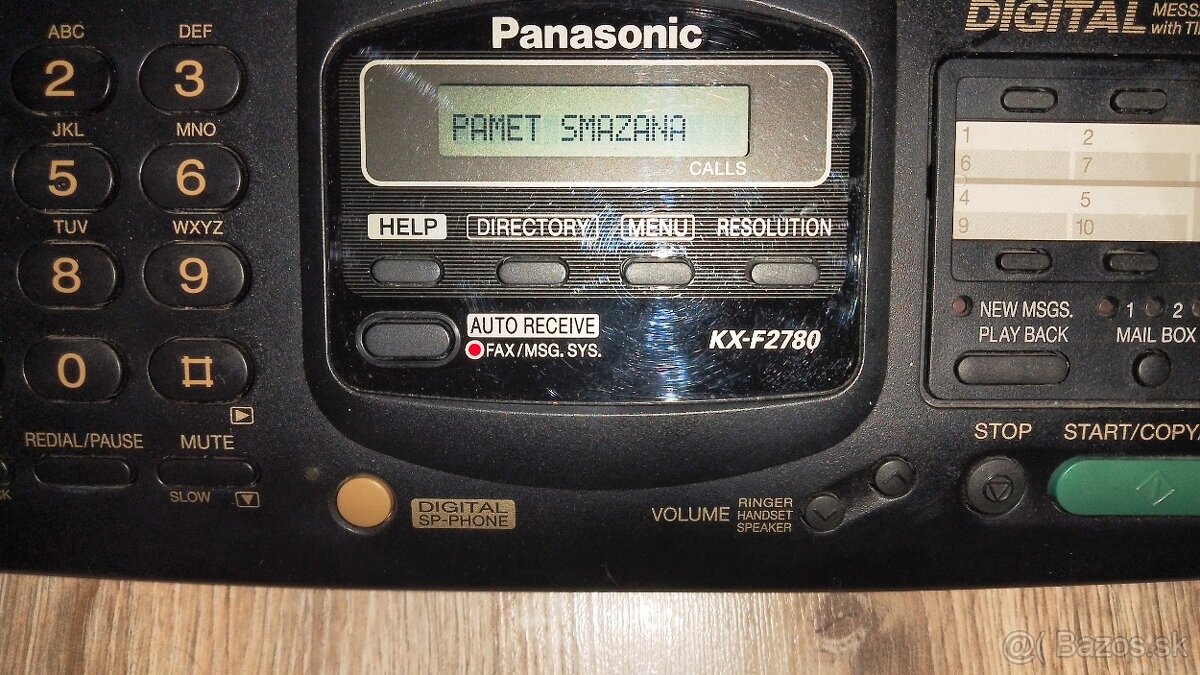 ABC
DEF
2
3
JKL
MNO
5
6
TUV
WXYZ
8
9
0
REDIAL/PAUSE
MUTE
SLOW
Panasonic
PAMET SMAZANA
CALLS
HELP
DIRECTORY
MENU
RESOLUTION
AUTO RECEIVE
FAX/MSG. SYS.
KX-F2780
DIGITAL
SP-PHONE
VOLUME
RINGER
HANDSET
SPEAKER
DIGITAL
with
1 2
6 7
4 5
9 10
NEW MSGS. 1 2
PLAY BACK MAIL BOX
STOP START/COPY/
@( Bazos.sk